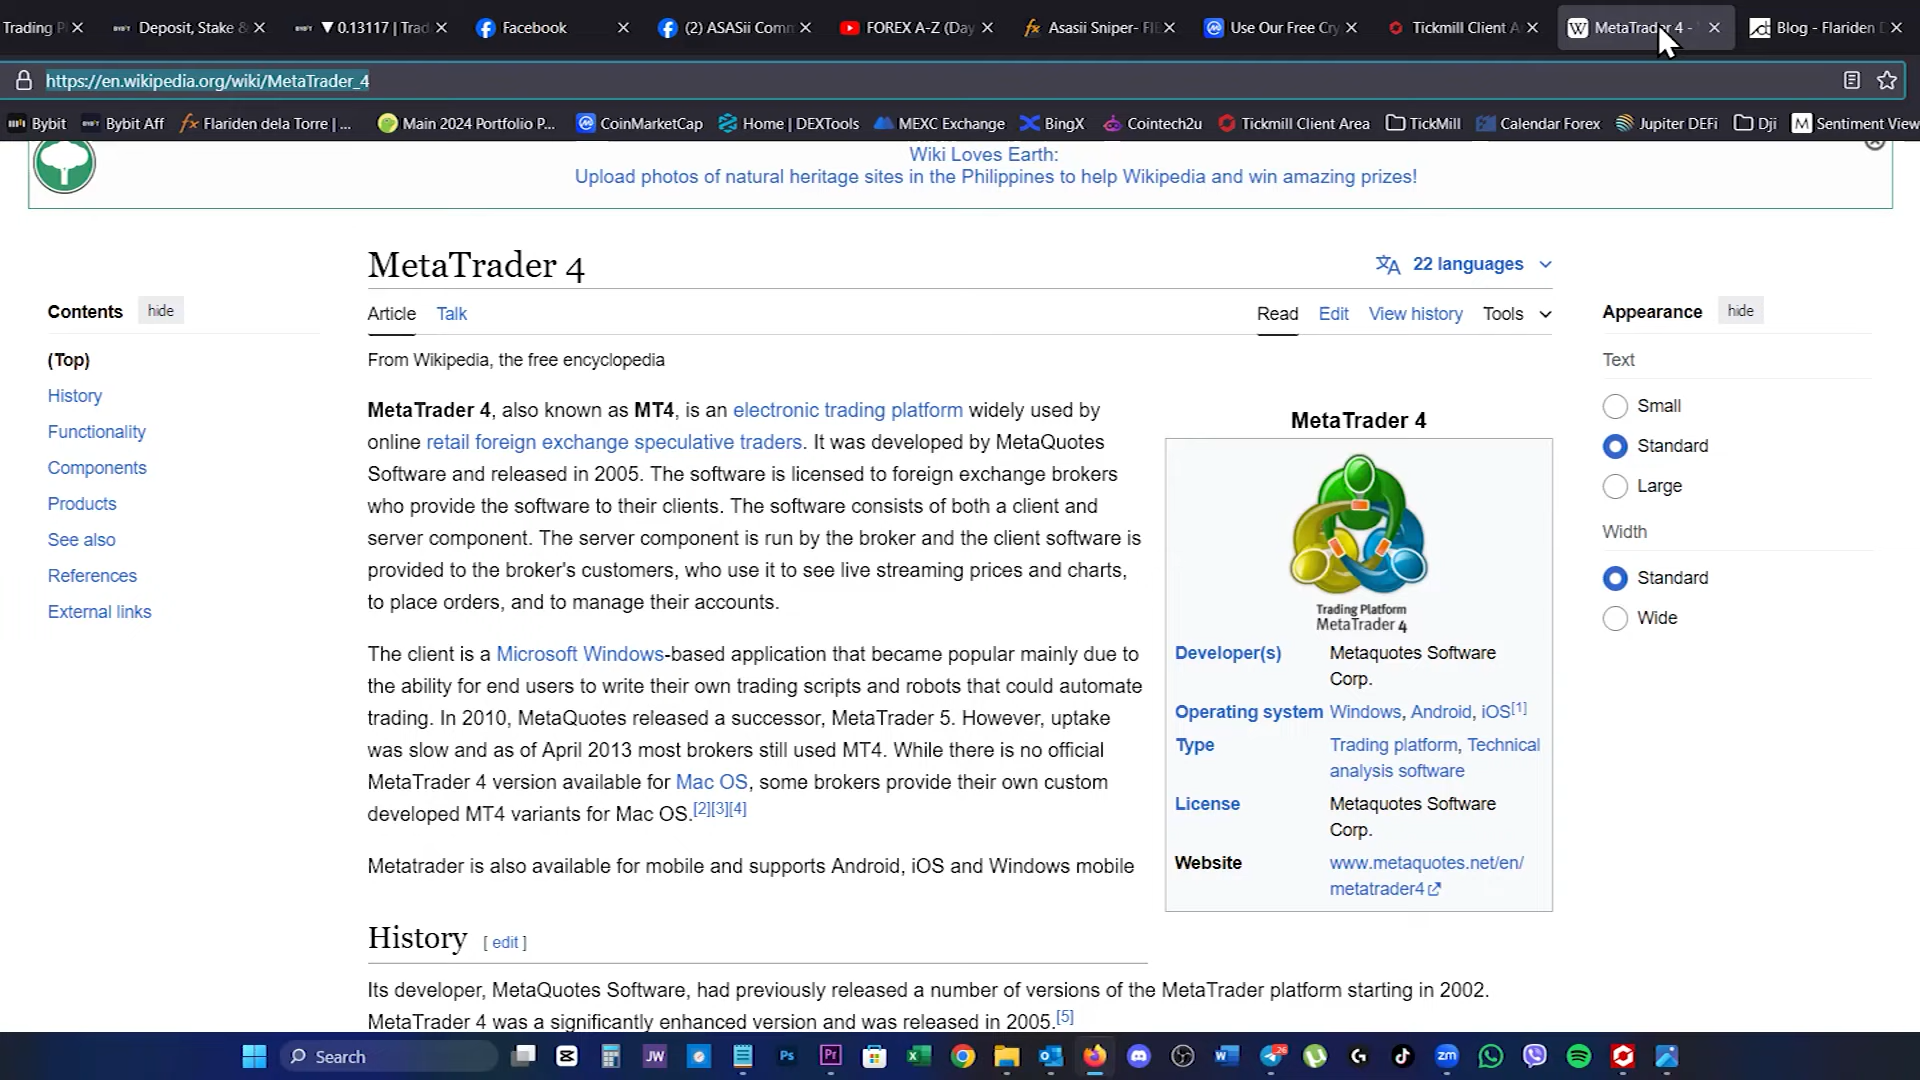 Trading P
Deposit, Stake &
▼ 0.13117 | Trad
Facebook
(2) ASASii Comm
FOREX A-Z (Day
Asasii Sniper- FIB
Use Our Free Cry
Tickmill Client A
MetaTrader 4 -
Blog - Flariden D
https://en.wikipedia.org/wiki/MetaTrader_4
Bybit
Bybit Aff
Flariden dela Torre | ...
Main 2024 Portfolio P...
CoinMarketCap
Home | DEXTools
MEXC Exchange
BingX
Cointech2u
Tickmill Client Area
TickMill
Calendar Forex
Jupiter DEFi
Dji
Sentiment View
Wiki Loves Earth:
Upload photos of natural heritage sites in the Philippines to help Wikipedia and win amazing prizes!
MetaTrader 4
22 languages
Contents hide
(Top)
History
Functionality
Components
Products
See also
References
External links
Article Talk
Read Edit View history Tools
From Wikipedia, the free encyclopedia
MetaTrader 4, also known as MT4, is an electronic trading platform widely used by
online retail foreign exchange speculative traders. It was developed by MetaQuotes
Software and released in 2005. The software is licensed to foreign exchange brokers
who provide the software to their clients. The software consists of both a client and
server component. The server component is run by the broker and the client software is
provided to the broker's customers, who use it to see live streaming prices and charts,
to place orders, and to manage their accounts.
The client is a Microsoft Windows-based application that became popular mainly due to
the ability for end users to write their own trading scripts and robots that could automate
trading. In 2010, MetaQuotes released a successor, MetaTrader 5. However, uptake
was slow and as of April 2013 most brokers still used MT4. While there is no official
MetaTrader 4 version available for Mac OS, some brokers provide their own custom
developed MT4 variants for Mac OS.[2][3][4]
Metatrader is also available for mobile and supports Android, iOS and Windows mobile
MetaTrader 4
Trading Platform
MetaTrader 4
Developer(s) Metaquotes Software
Corp.
Operating system Windows, Android, iOS[1]
Type Trading platform, Technical
analysis software
License Metaquotes Software
Corp.
Website www.metaquotes.net/en/
metatrader4
Appearance hide
Text
Small
Standard
Large
Width
Standard
Wide
History [ edit ]
Its developer, MetaQuotes Software, had previously released a number of versions of the MetaTrader platform starting in 2002.
MetaTrader 4 was a significantly enhanced version and was released in 2005.[5]
Search
JW
Ps
Pr
26
zm